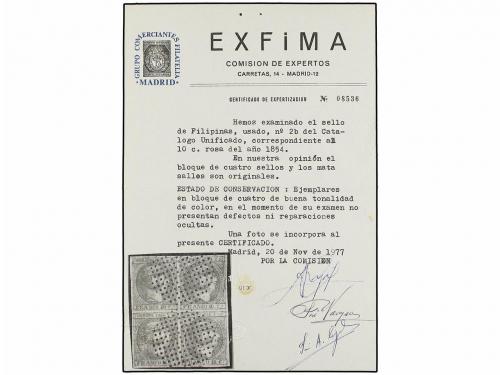 GRUPO COMERCIANTES FILATELIA
MADRID
EXFiMA
COMISION DE EXPERTOS
CARRETAS, 14 - MADRID-12
CERTIFICADO DE EXPERTIZACION Nº 08536
Hemos examinado el sello
de Filipinas, usado, nº 2b del Catá-
logo Unificado, correspondiente al
10 c. rosa del año 1854.
En nuestra opinión el
bloque de cuatro sellos y los mata
sellos son originales.
ESTADO DE CONSERVACION : Ejemplares
en bloque de cuatro de buena tonalidad
de color, en el momento de su examen no
presentan defectos ni reparaciones
ocultas.
Una foto se incorpora al
presente CERTIFICADO.
Madrid, 20 de Nov de 1977
POR LA COMISIÓN